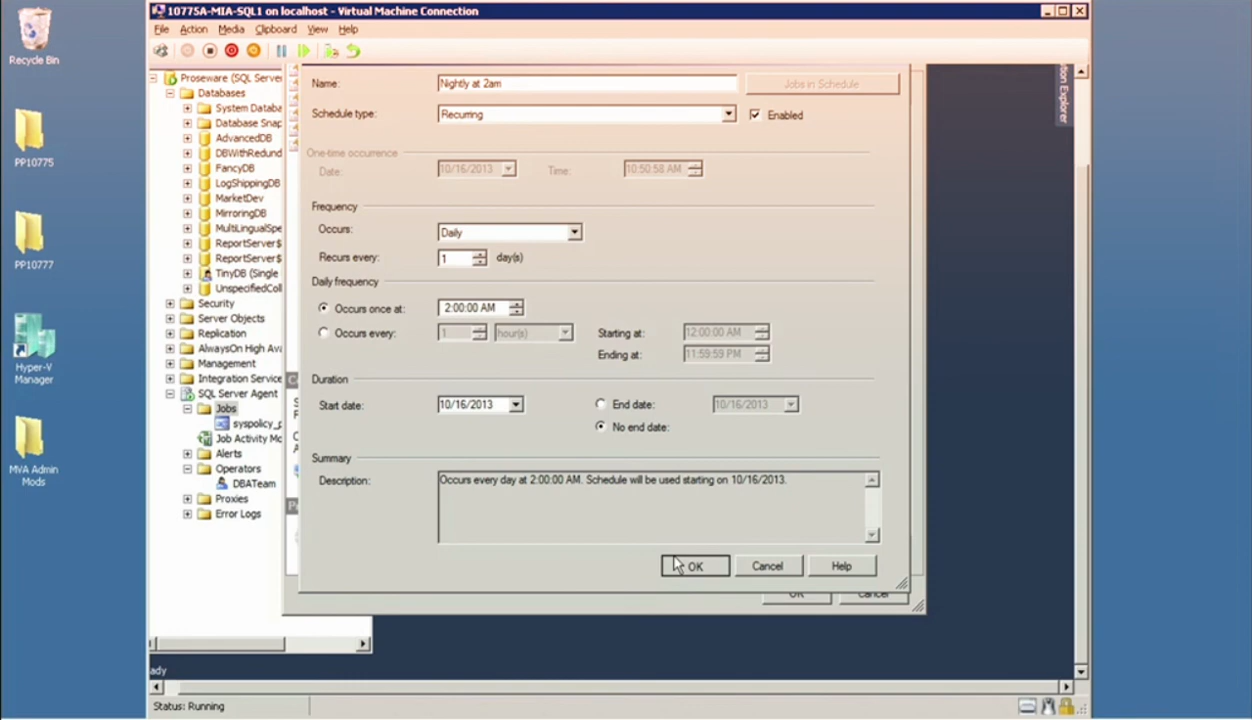 10775A-MIA-SQL1 on localhost - Virtual Machine Connection
File Action Media Clipboard View Help
Recycle Bin
PP10775
PP10777
Hyper-V
Manager
MVA Admin
Mods
Proseware (SQL Server
Databases
System Databa
Database Snap
AdvancedDB
DBWithRedund
FancyDB
LogShippingDB
MarketDev
MirroringDB
MultiLingualSpe
ReportServer$
ReportServer$
TinyDB (Single
UnspecifiedColl
Security
Server Objects
Replication
AlwaysOn High Ava
Management
Integration Service
SQL Server Agent
Jobs
syspolicy_p
Job Activity Mo
Alerts
Operators
DBATeam
Proxies
Error Logs
Name: Nightly at 2am Jobs in Schedule
Schedule type: Recurring Enabled
One-time occurrence
Date: 10/16/2013 Time: 10:50:58 AM
Frequency
Occurs: Daily
Recurs every: 1 day(s)
Daily frequency
Occurs once at: 2:00:00 AM
Occurs every: 1 hour(s) Starting at: 12:00:00 AM
Ending at: 11:59:59 PM
Duration
Start date: 10/16/2013 End date: 10/16/2013
No end date:
Summary
Description: Occurs every day at 2:00:00 AM. Schedule will be used starting on 10/16/2013.
OK Cancel Help
OK Cancel
tion Explorer
ady
Status: Running